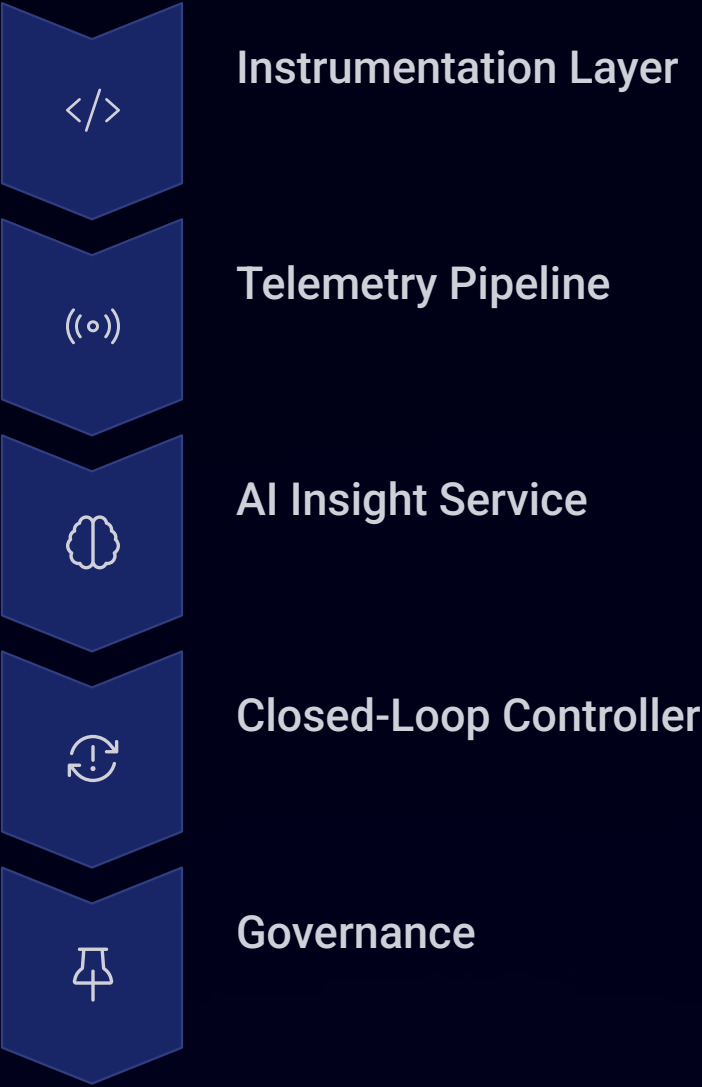 Instrumentation Layer
Telemetry Pipeline
AI Insight Service
Closed-Loop Controller
Governance